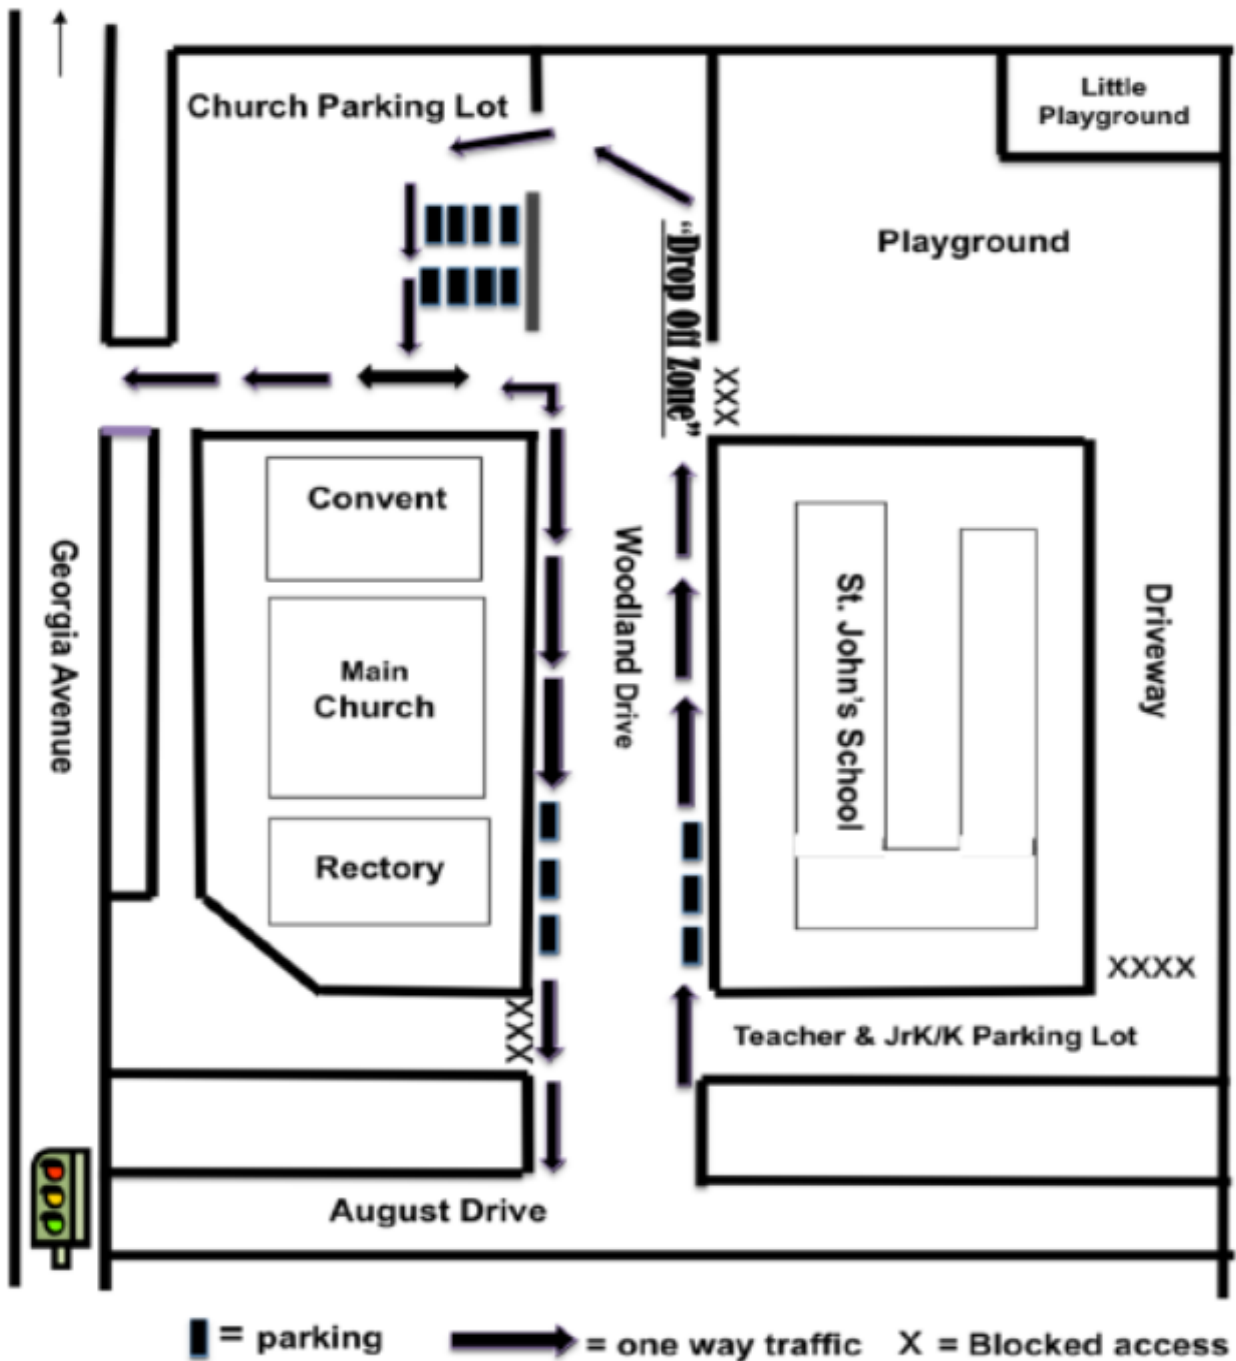 Little
Playground
Church Parking Lot
Playground
"Drop Off Zone"
XXX
Convent
Georgia Avenue
Woodland Drive
St. John's School
Driveway
Main
Church
Rectory
XXXX
XXX
Teacher & JrK/K Parking Lot
August Drive
= parking
= one way traffic
X = Blocked access